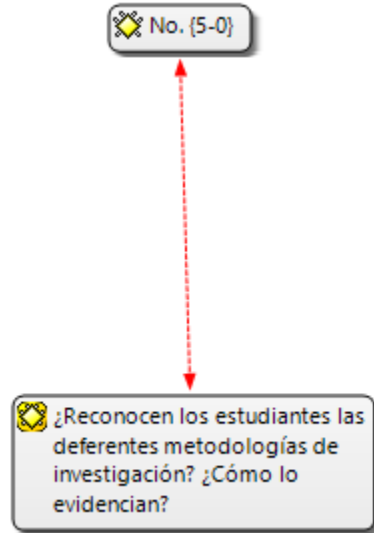 No. {5-0}
¿Reconocen los estudiantes las
deferentes metodologías de
investigación? ¿Cómo lo
evidencian?